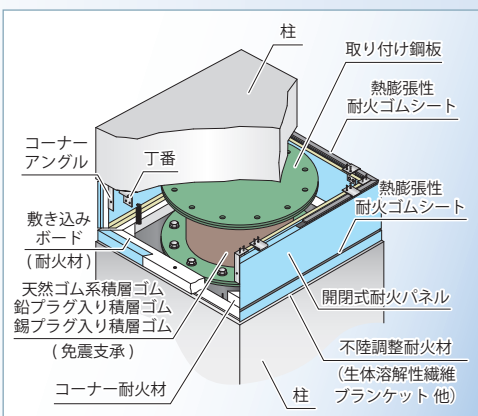 柱
取り付け鋼板
熱膨張性
耐火ゴムシート
コーナー
アングル
丁番
熱膨張性
耐火ゴムシート
敷き込み
ボード
(耐火材)
天然ゴム系積層ゴム
鉛プラグ入り積層ゴム
錫プラグ入り積層ゴム
(免震支承)
開閉式耐火パネル
不陸調整耐火材
(生体溶解性繊維
ブランケット 他)
コーナー耐火材
柱